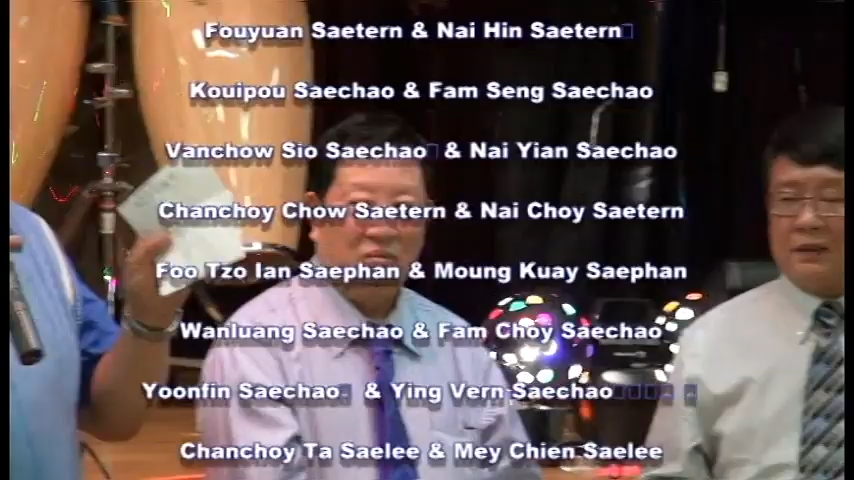 Fouyuan Saetern & Nai Hin Saetern
Kouipou Saechao & Fam Seng Saechao
Vanchow Sio Saechao & Nai Yian Saechao
Chanchoy Chow Saetern & Nai Choy Saetern
Foo Tzo Ian Saephan & Moung Kuay Saephan
Wanluang Saechao & Fam Choy Saechao
Yoonfin Saechao & Ying Vern Saechao
Chanchoy Ta Saelee & Mey Chien Saelee